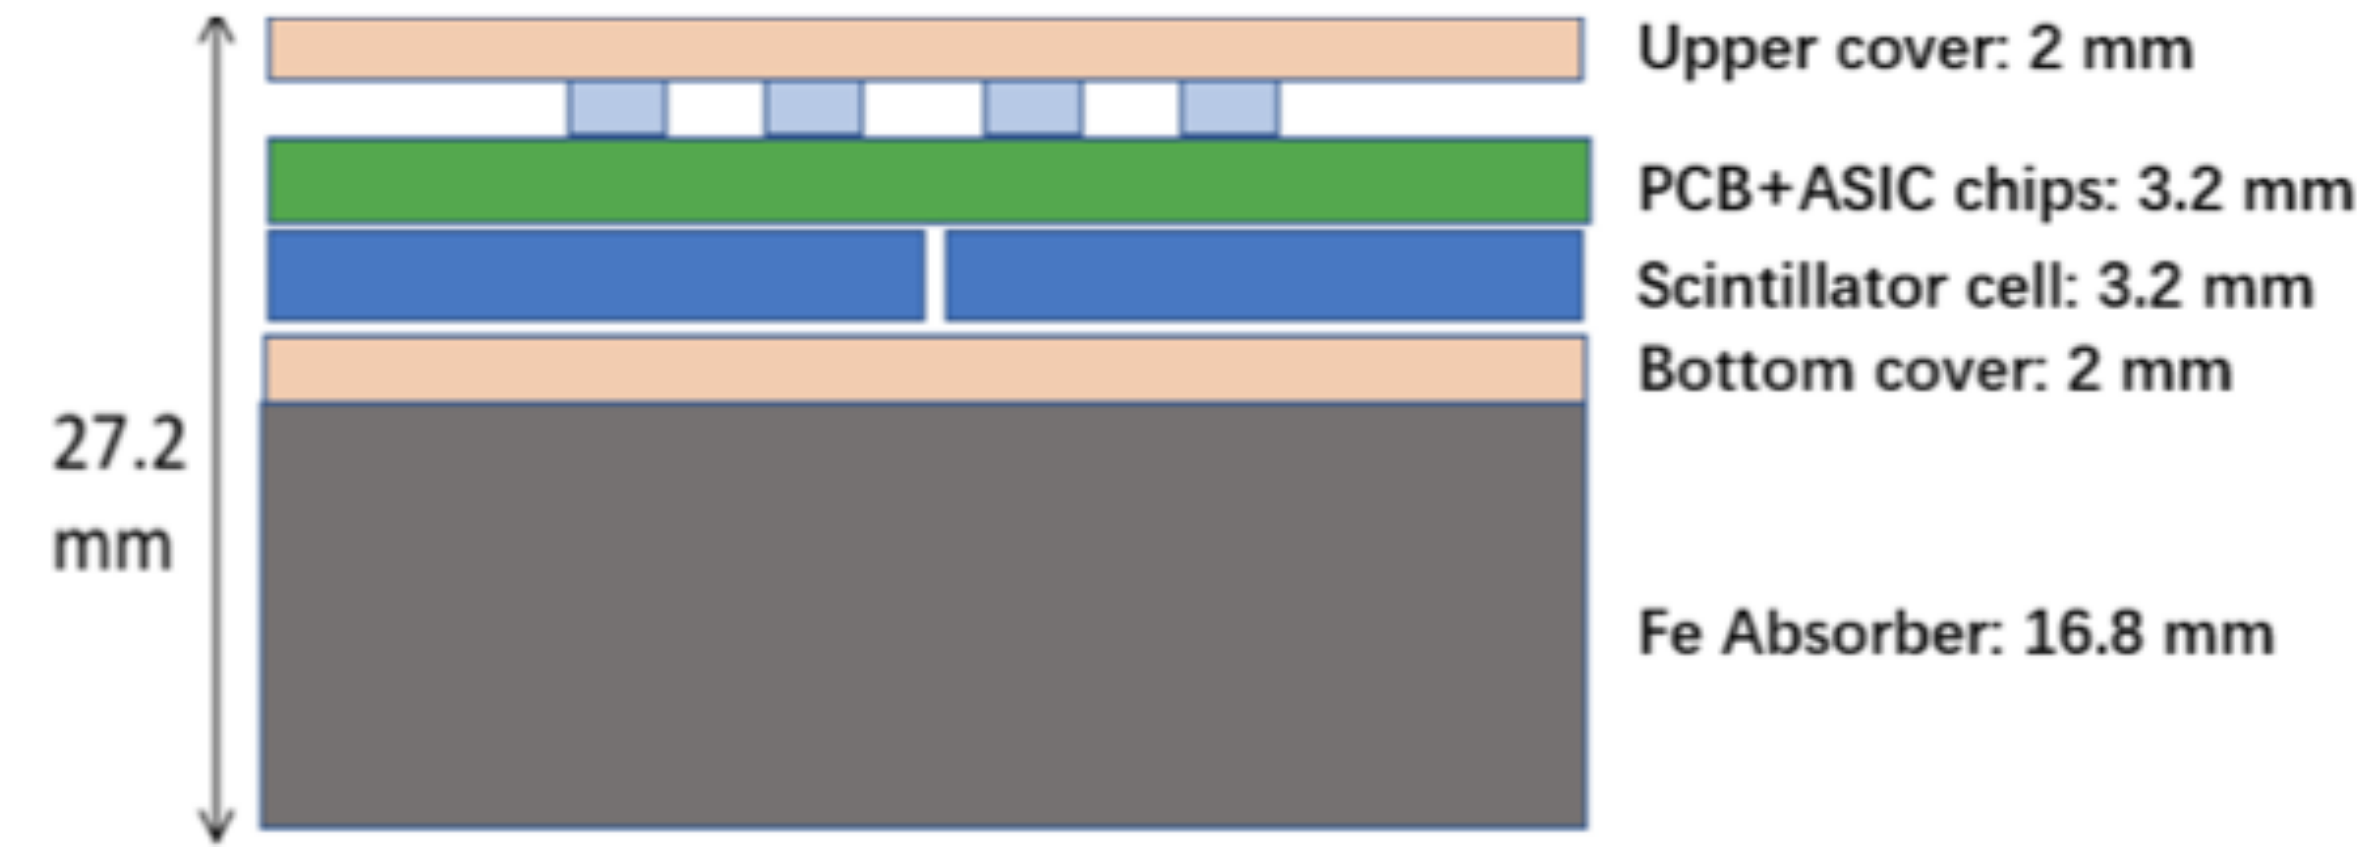 Upper cover: 2 mm
PCB+ASIC chips: 3.2 mm
Scintillator cell: 3.2 mm
Bottom cover: 2 mm
27.2
mm
Fe Absorber: 16.8 mm